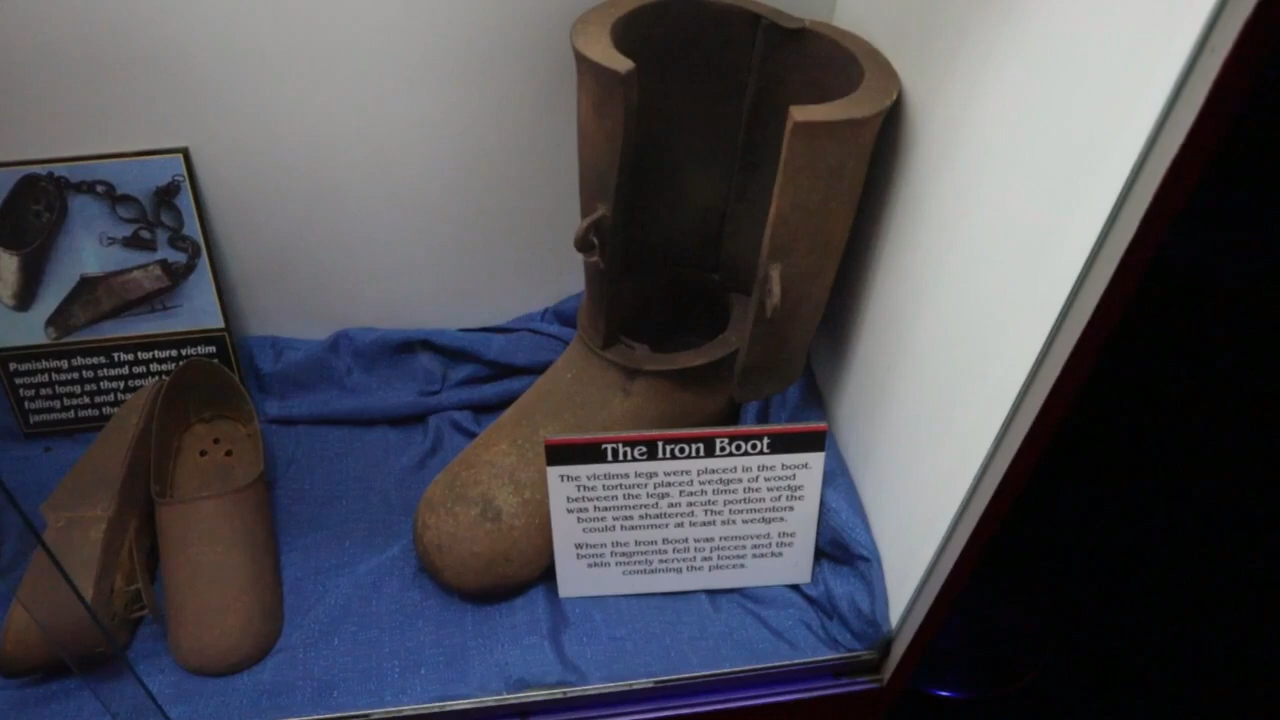 Punishing shoes. The torture victim
would have to stand on their
for as long as they could
falling back and
jammed into
The Iron Boot
The victims legs were placed in the boot.
The torturer placed wedges of wood
between the legs. Each time the wedge
was hammered, an acute portion of the
bone was shattered. The tormentors
could hammer at least six wedges.
When the Iron Boot was removed, the
bone fragments fell to pieces and the
skin merely served as loose sacks
containing the pieces.